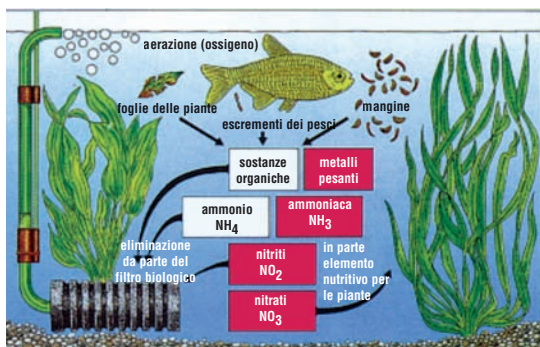 aerazione (ossigeno)
foglie delle piante
escrementi dei pesci
mangine
sostanze
organiche
metalli
pesanti
ammonio
NH4
ammoniaca
NH3
eliminazione
da parte del
filtro biologico
nitriti
NO2
in parte
elemento
nutritivo per
le piante
nitrati
NO3